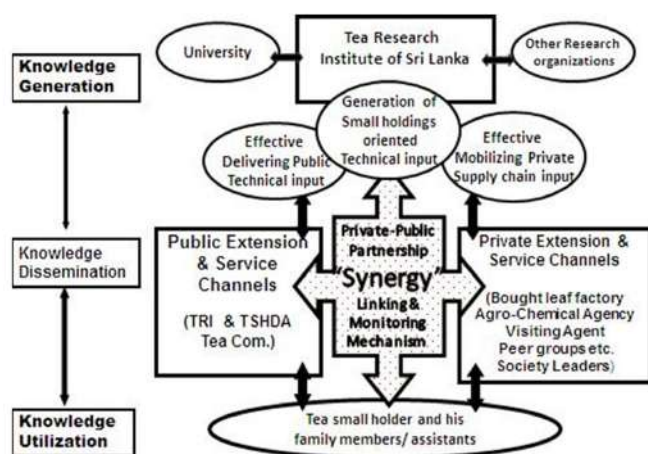 University
Tea Research
Institute of Sri Lanka
Other Research
organizations
Knowledge
Generation
Generation of
Small holdings
oriented
Technical input
Effective
Delivering Public
Technical input
Effective
Mobilizing Private
Supply chain input
Knowledge
Dissemination
Public Extension
& Service
Channels
(TRI & TSHDA
Tea Com.)
Private-Public
Partnership
"Synergy"
Linking &
Monitoring
Mechanism
Private Extension &
Service Channels
(Bought leaf factory
Agro-Chemical Agency
Visiting Agent
Peer groups etc.
Society Leaders)
Knowledge
Utilization
Tea small holder and his
family members/ assistants